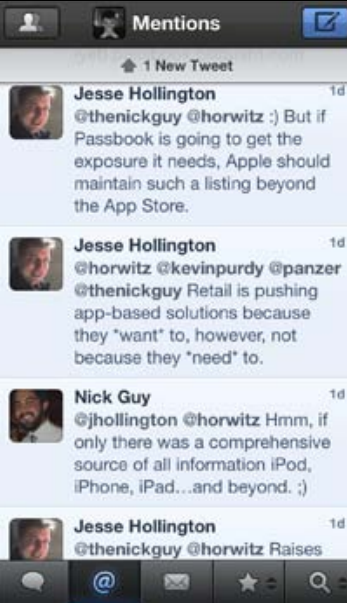 Mentions
1 New Tweet
Jesse Hollington 1d
@thenickguy @horwitz :) But if
Passbook is going to get the
exposure it needs, Apple should
maintain such a listing beyond
the App Store.
Jesse Hollington 1d
@horwitz @kevinpurdy @panzer
@thenickguy Retail is pushing
app-based solutions because
they *want* to, however, not
because they *need* to.
Nick Guy 1d
@jhollington @horwitz Hmm, if
only there was a comprehensive
source of all information iPod,
iPhone, iPad...and beyond. ;)
Jesse Hollington 1d
@thenickguy @horwitz Raises
@